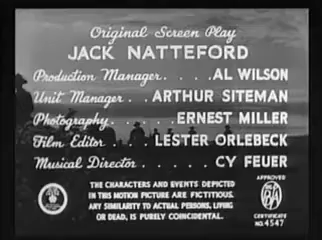 Original Screen Play
JACK NATTEFORD
Production Manager. . . . . AL WILSON
Unit Manager. . . ARTHUR SITEMAN
Photography. . . . . . ERNEST MILLER
Film Editor . . . . LESTER ORLEBECK
Musical Director . . . . . . CY FEUER
THE CHARACTERS AND EVENTS DEPICTED
IN THIS MOTION PICTURE ARE FICTITIOUS.
ANY SIMILARITY TO ACTUAL PERSONS, LIVING
OR DEAD, IS PURELY COINCIDENTAL.
APPROVED
CERTIFICATE
NO. 4547